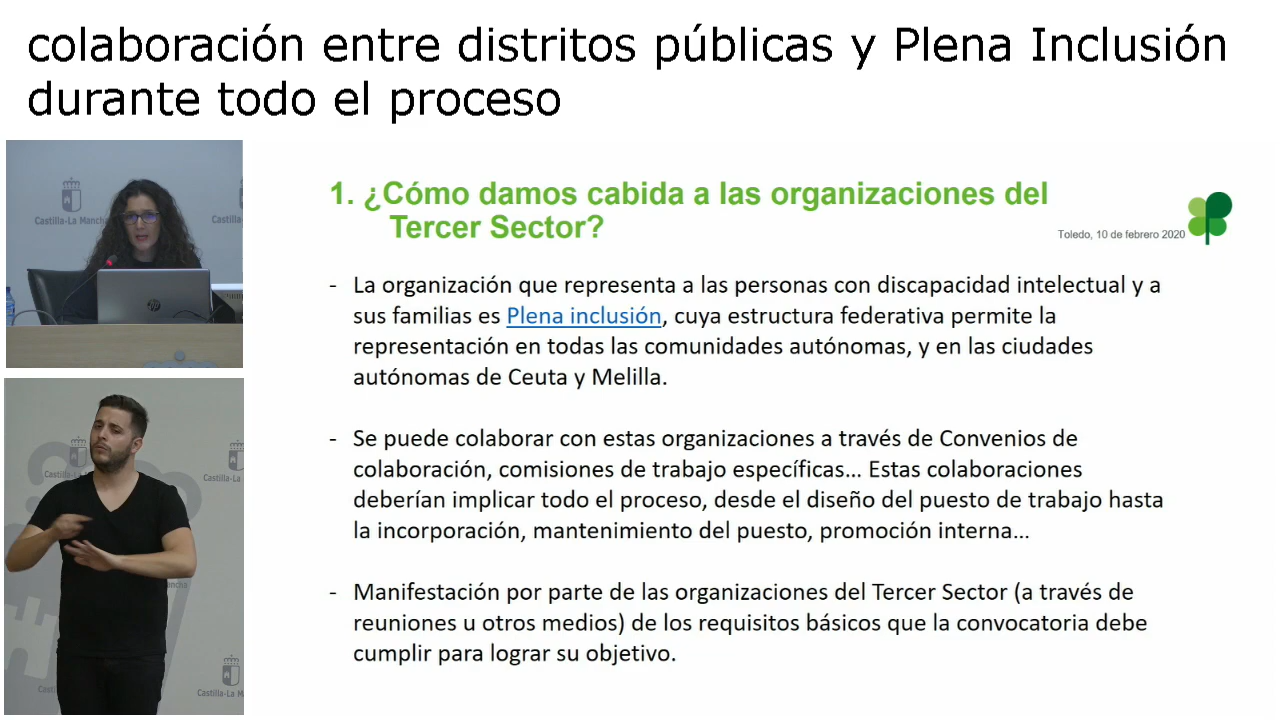 colaboración entre distritos públicas y Plena Inclusión
durante todo el proceso
Castilla-La Mancha
Castilla-
hp
1. ¿Cómo damos cabida a las organizaciones del
Tercer Sector?
Toledo, 10 de febrero 2020
- La organización que representa a las personas con discapacidad intelectual y a
sus familias es Plena inclusión, cuya estructura federativa permite la
representación en todas las comunidades autónomas, y en las ciudades
autónomas de Ceuta y Melilla.
- Se puede colaborar con estas organizaciones a través de Convenios de
colaboración, comisiones de trabajo específicas... Estas colaboraciones
deberían implicar todo el proceso, desde el diseño del puesto de trabajo hasta
la incorporación, mantenimiento del puesto, promoción interna...
- Manifestación por parte de las organizaciones del Tercer Sector (a través de
reuniones u otros medios) de los requisitos básicos que la convocatoria debe
cumplir para lograr su objetivo.
Castilla-La
Castilla-La M
Castilla-La M